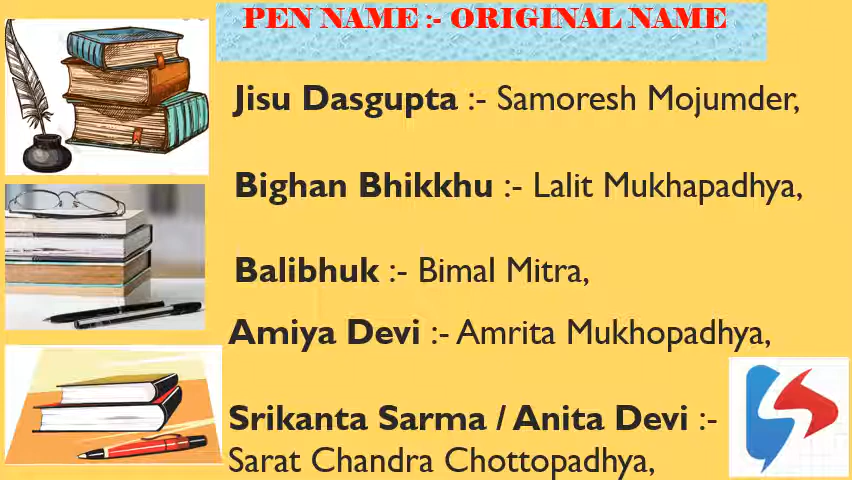 PEN NAME :- ORIGINAL NAME
Jisu Dasgupta :- Samoresh Mojumder,
Bighan Bhikkhu :- Lalit Mukhapadhya,
Balibhuk :- Bimal Mitra,
Amiya Devi :- Amrita Mukhopadhya,
Srikanta Sarma / Anita Devi :-
Sarat Chandra Chottopadhya,